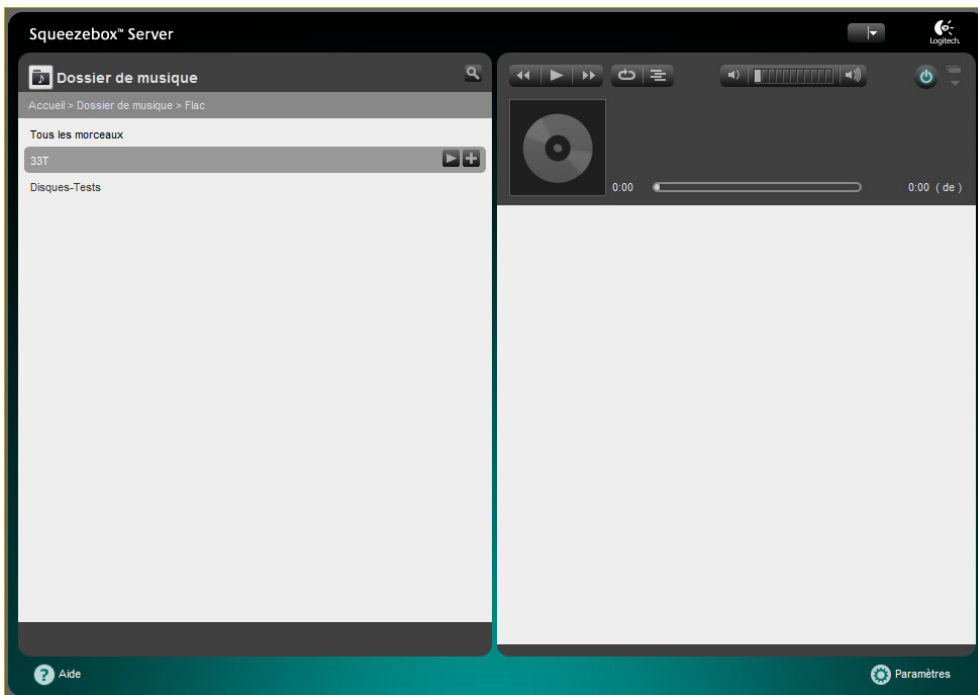 Squeezebox™ Server
Logitech
Dossier de musique
Accueil > Dossier de musique > Flac
Tous les morceaux
33T
Disques-Tests
0:00
0:00 ( de )
Aide
Paramètres